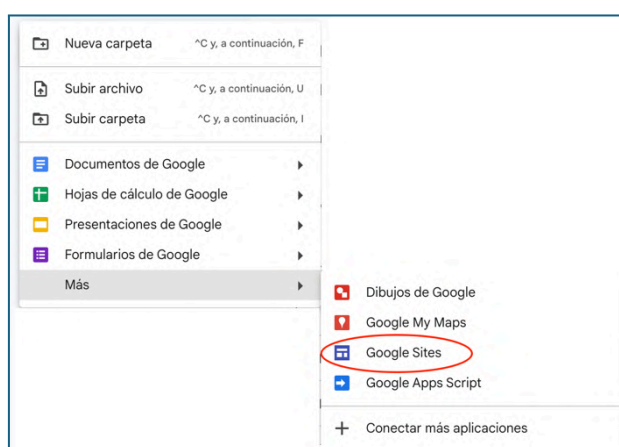 Nueva carpeta ^C y, a continuación, F
Subir archivo ^C y, a continuación, U
Subir carpeta ^C y, a continuación, I
Documentos de Google
Hojas de cálculo de Google
Presentaciones de Google
Formularios de Google
Más
Dibujos de Google
Google My Maps
Google Sites
Google Apps Script
Conectar más aplicaciones